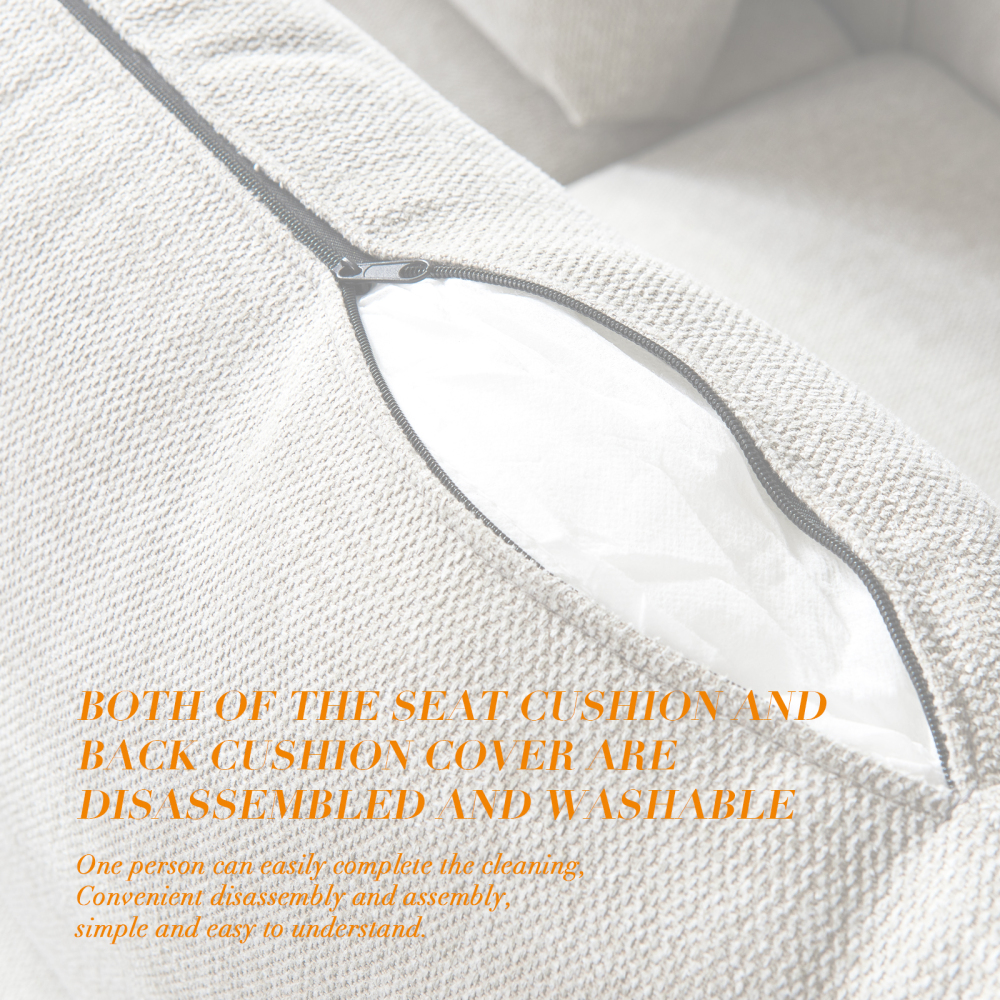 BOTH OF THE SEAT CUSHION AND
BACK CUSHION COVER ARE
DISASSEMBLED AND WASHABLE
One person can easily complete the cleaning,
Convenient disassembly and assembly,
simple and easy to understand.